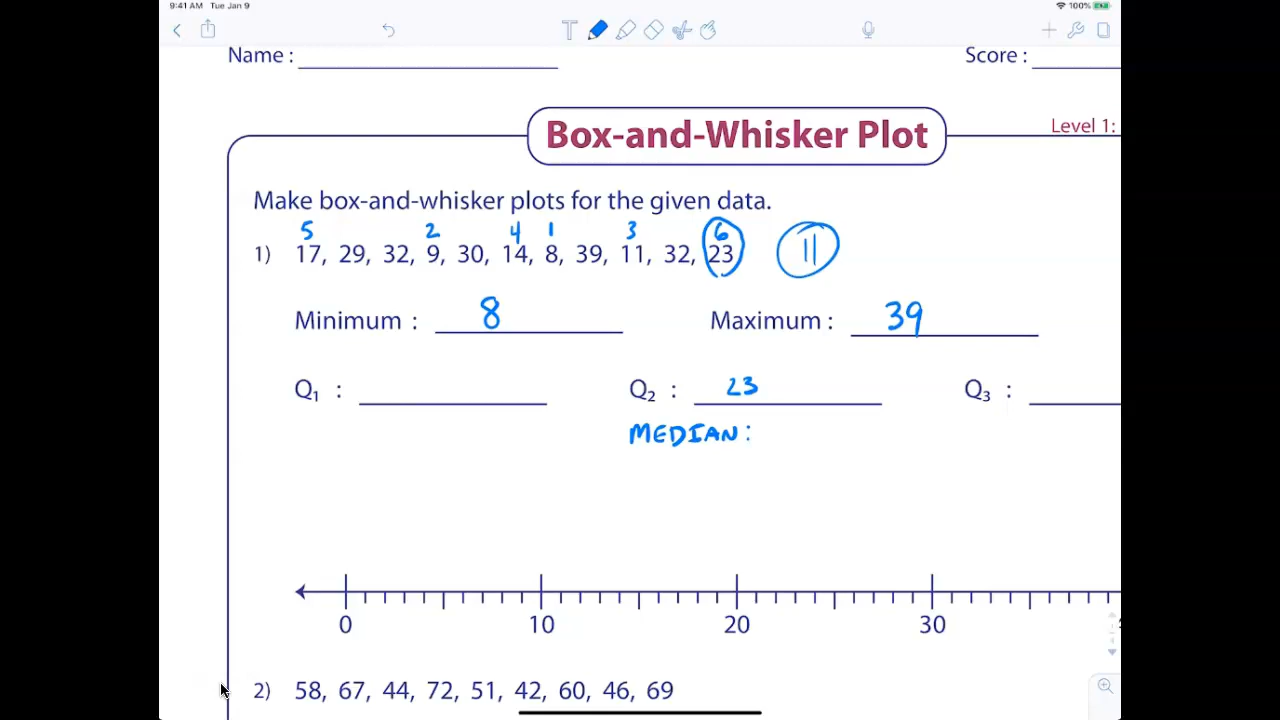 9:41 AM Tue Jan 9 100%
Name : Score :
Box-and-Whisker Plot
Level 1:
Make box-and-whisker plots for the given data.
5 2 4 1 3 6
1) 17, 29, 32, 9, 30, 14, 8, 39, 11, 32, 23 11
Minimum : 8 Maximum : 39
Q1 : Q2 : 23 Q3 :
MEDIAN :
0 10 20 30
2) 58, 67, 44, 72, 51, 42, 60, 46, 69